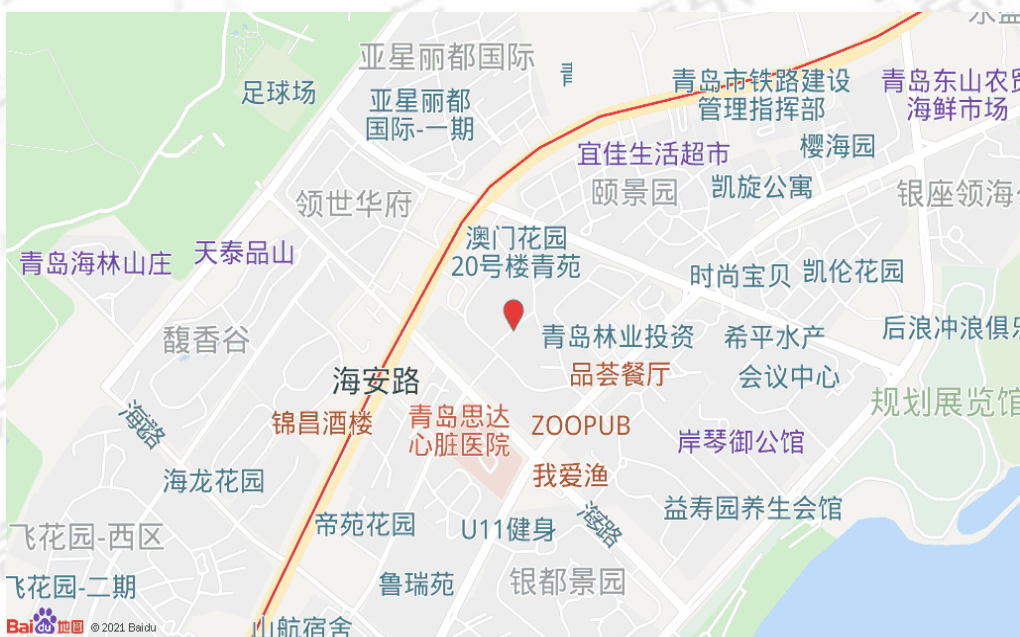 亚星丽都国际
足球场
亚星丽都
国际-一期
青岛市铁路建设
管理指挥部
青岛东山农贸
海鲜市场
宜佳生活超市
樱海园
颐景园
凯旋公寓
银座领海公
领世华府
澳门花园
20号楼青苑
天泰品山
青岛海林山庄
时尚宝贝
凯伦花园
馥香谷
青岛林业投资
希平水产
后浪冲浪俱乐
品荟餐厅
会议中心
海安路
规划展览馆
锦昌酒楼
青岛思达
心脏医院
ZOOPUB
岸琴御公馆
海龙花园
我爱渔
益寿园养生会馆
帝苑花园
U11健身
飞花园-西区
飞花园-二期
鲁瑞苑
银都景园
山航宿舍
Bai du 地图
© 2021 Baidu